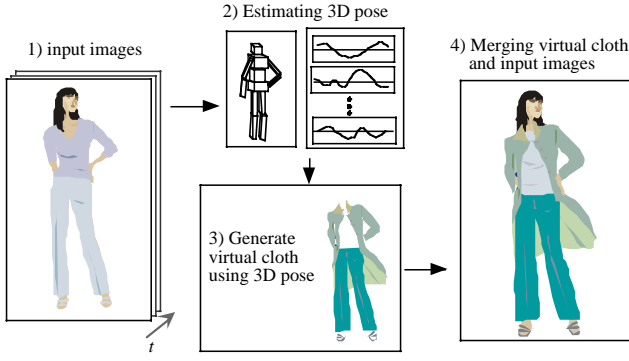 1) input images
2) Estimating 3D pose
3) Generate
virtual cloth
using 3D pose
4) Merging virtual cloth
and input images
t